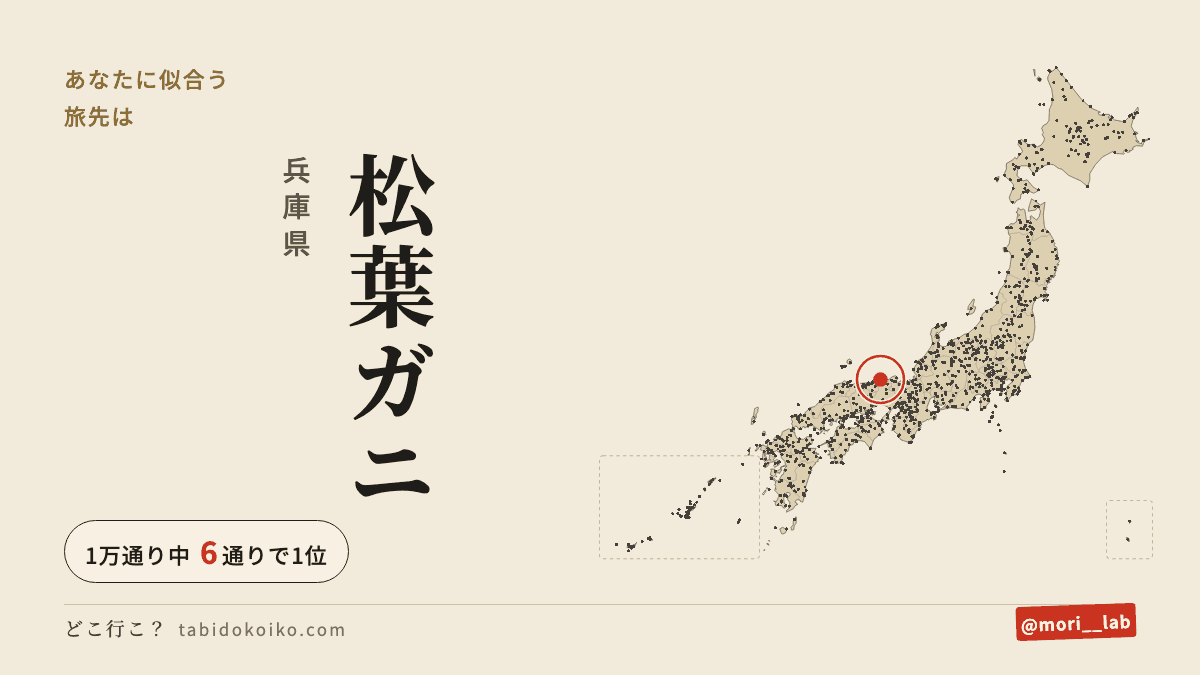 あなたに似合う
旅先は
松葉ガニ
兵庫県
1万通り中 6通りで1位
どこ行こ？ tabidokoiko.com
@mori__lab